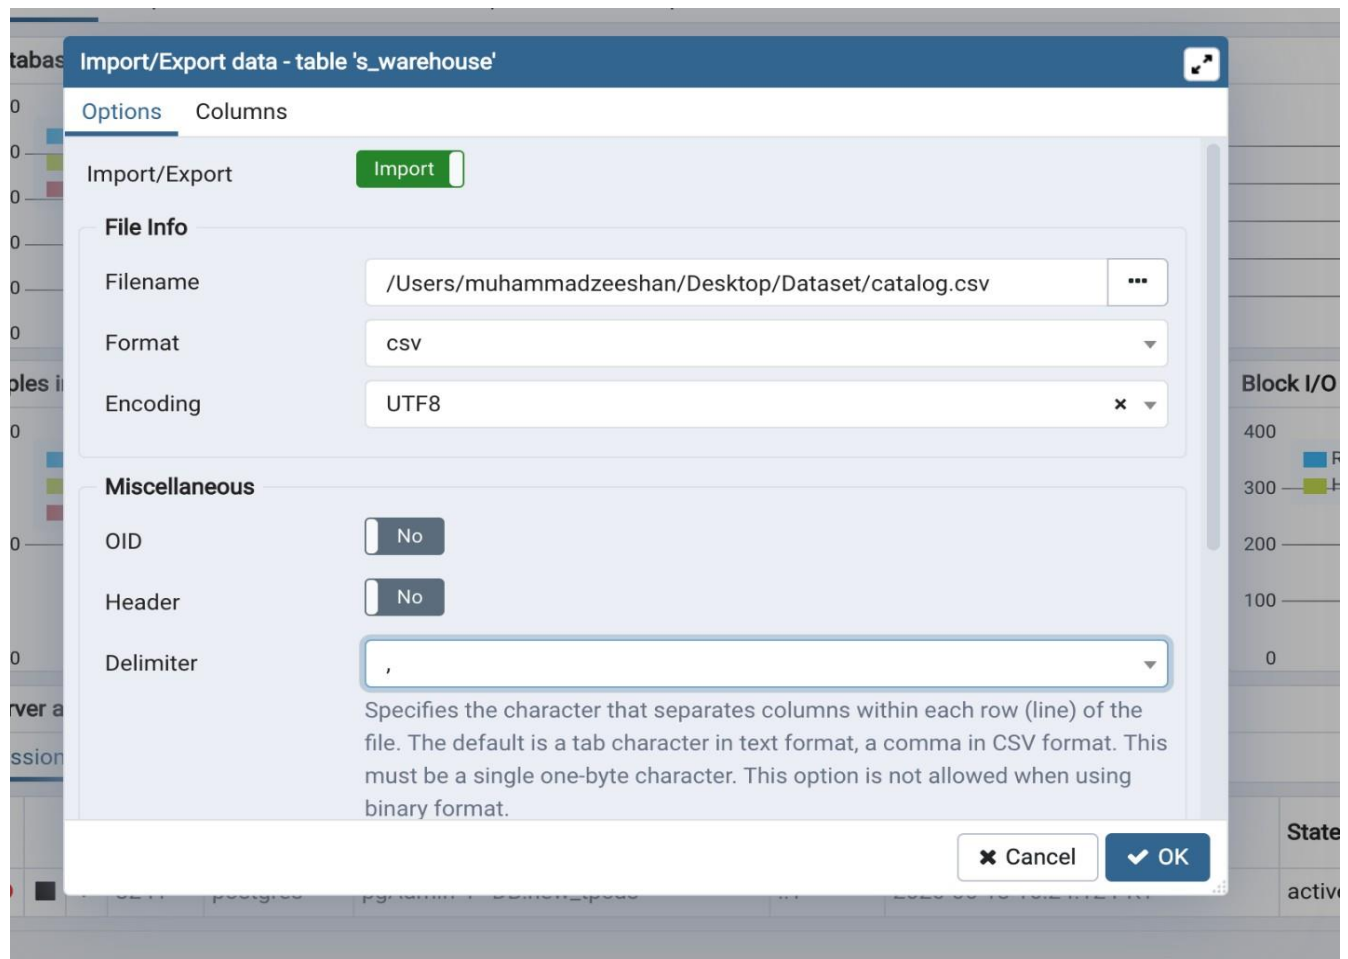 tabas
Import/Export data - table 's_warehouse'
Options Columns
Import/Export Import
File Info
Filename /Users/muhammadzeeshan/Desktop/Dataset/catalog.csv ...
Format csv
Encoding UTF8
Block I/O
400
300
200
100
0
Miscellaneous
OID No
Header No
Delimiter ,
Specifies the character that separates columns within each row (line) of the
file. The default is a tab character in text format, a comma in CSV format. This
must be a single one-byte character. This option is not allowed when using
binary format.
rver a
ssion
Cancel OK
State
active